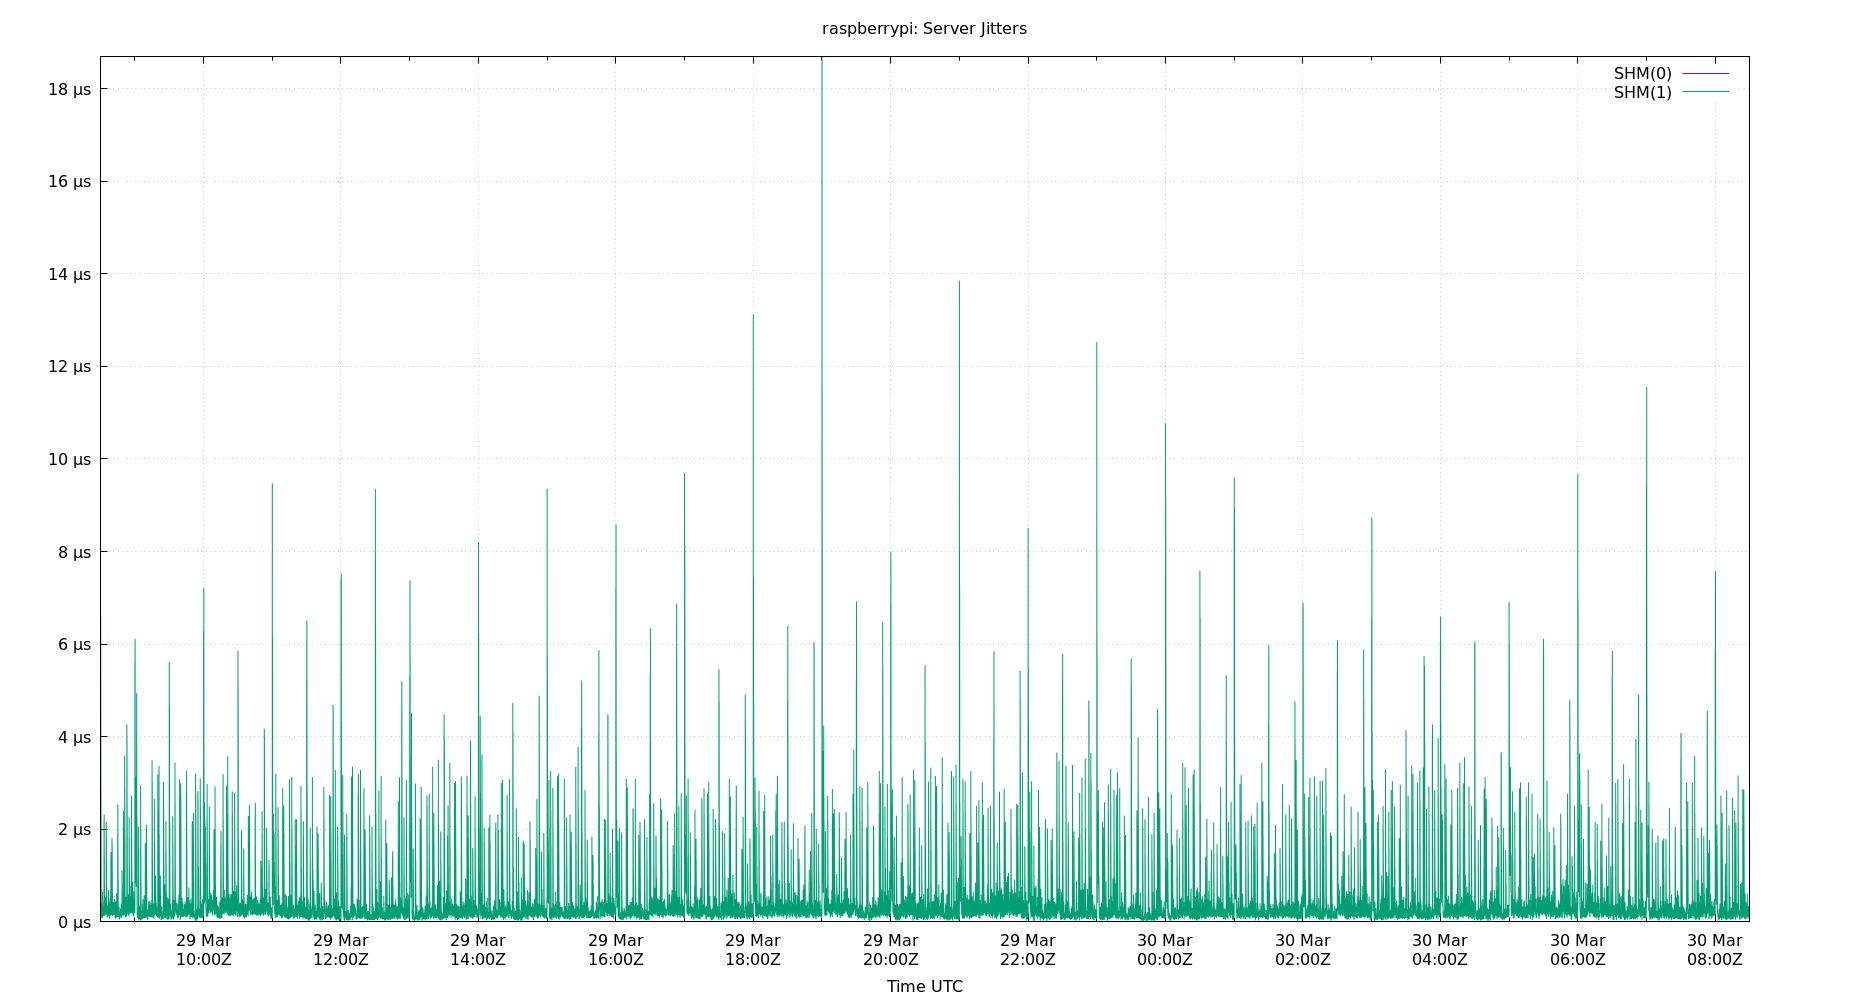 raspberrypi: Server Jitters
SHM(0)
SHM(1)
18 µs
16 µs
14 µs
12 µs
10 µs
8 µs
6 µs
4 µs
2 µs
0 µs
29 Mar 29 Mar 29 Mar 29 Mar 29 Mar 29 Mar 29 Mar 30 Mar 30 Mar 30 Mar 30 Mar 30 Mar
10:00Z 12:00Z 14:00Z 16:00Z 18:00Z 20:00Z 22:00Z 00:00Z 02:00Z 04:00Z 06:00Z 08:00Z
Time UTC